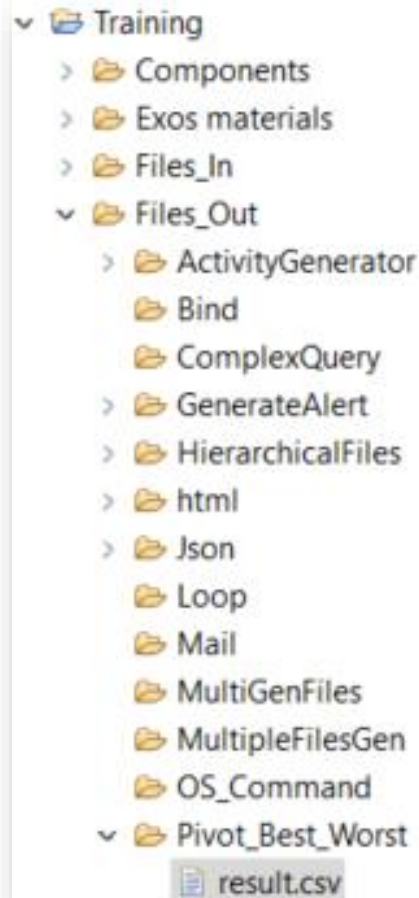 Training
Components
Exos materials
Files_In
Files_Out
ActivityGenerator
Bind
ComplexQuery
GenerateAlert
HierarchicalFiles
html
Json
Loop
Mail
MultiGenFiles
MultipleFilesGen
OS_Command
Pivot_Best_Worst
result.csv